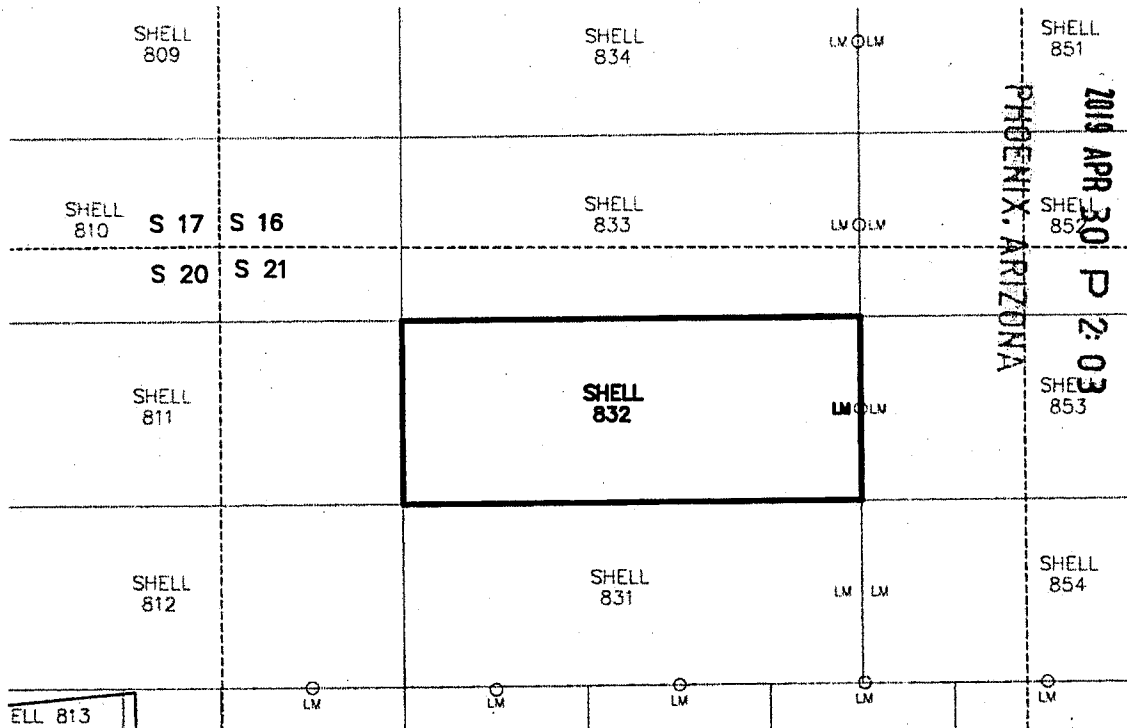 SHELL
809
SHELL
834
LM LM
SHELL
851
2019 APR 30 P 2:03
PHOENIX, ARIZONA
SHELL
810
S 17
S 16
SHELL
833
LM LM
SHELL
852
S 20
S 21
SHELL
811
SHELL
832
LM LM
SHELL
853
SHELL
812
SHELL
831
LM LM
SHELL
854
LM
LM
LM
LM
LM
ELL 813